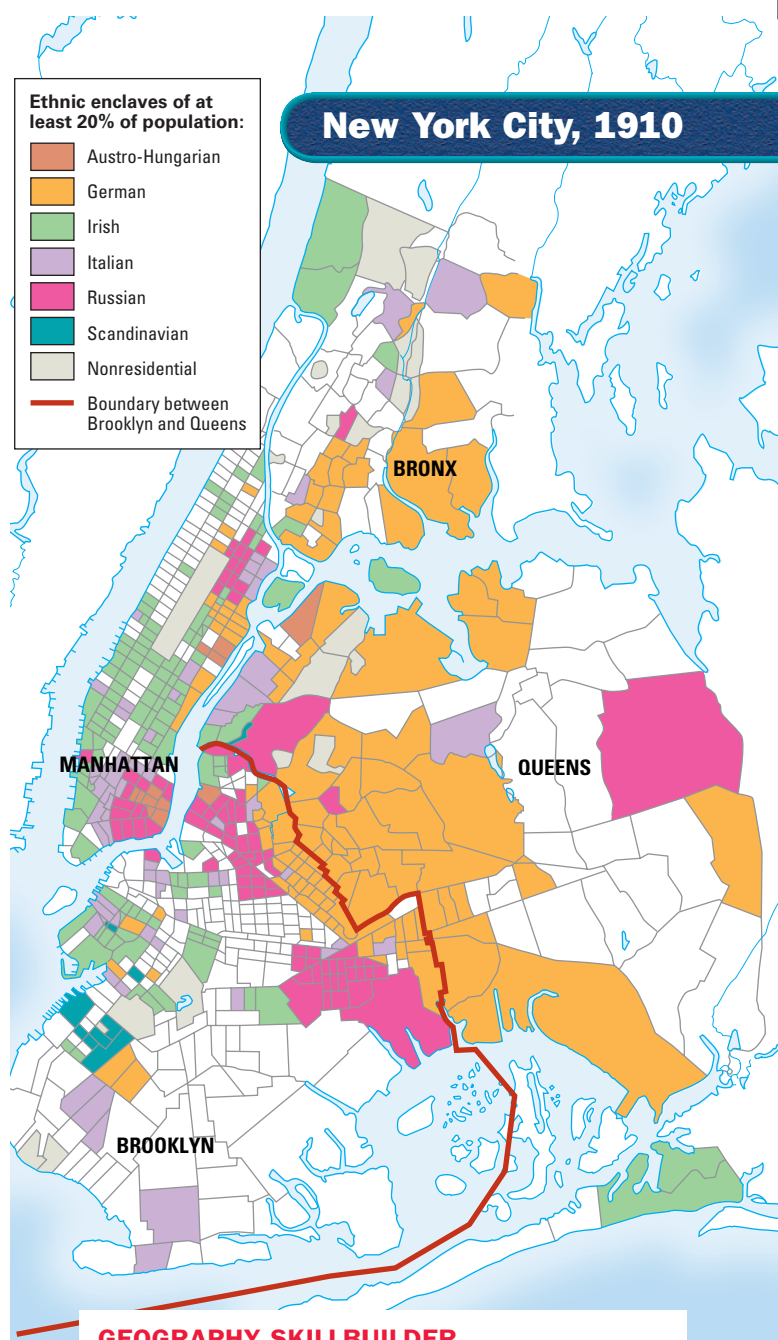 Ethnic enclaves of at
least 20% of population:
Austro-Hungarian
German
Irish
Italian
Russian
Scandinavian
Nonresidential
Boundary between
Brooklyn and Queens
New York City, 1910
BRONX
MANHATTAN
QUEENS
BROOKLYN
GEOGRAPHY SKILLBUILDER